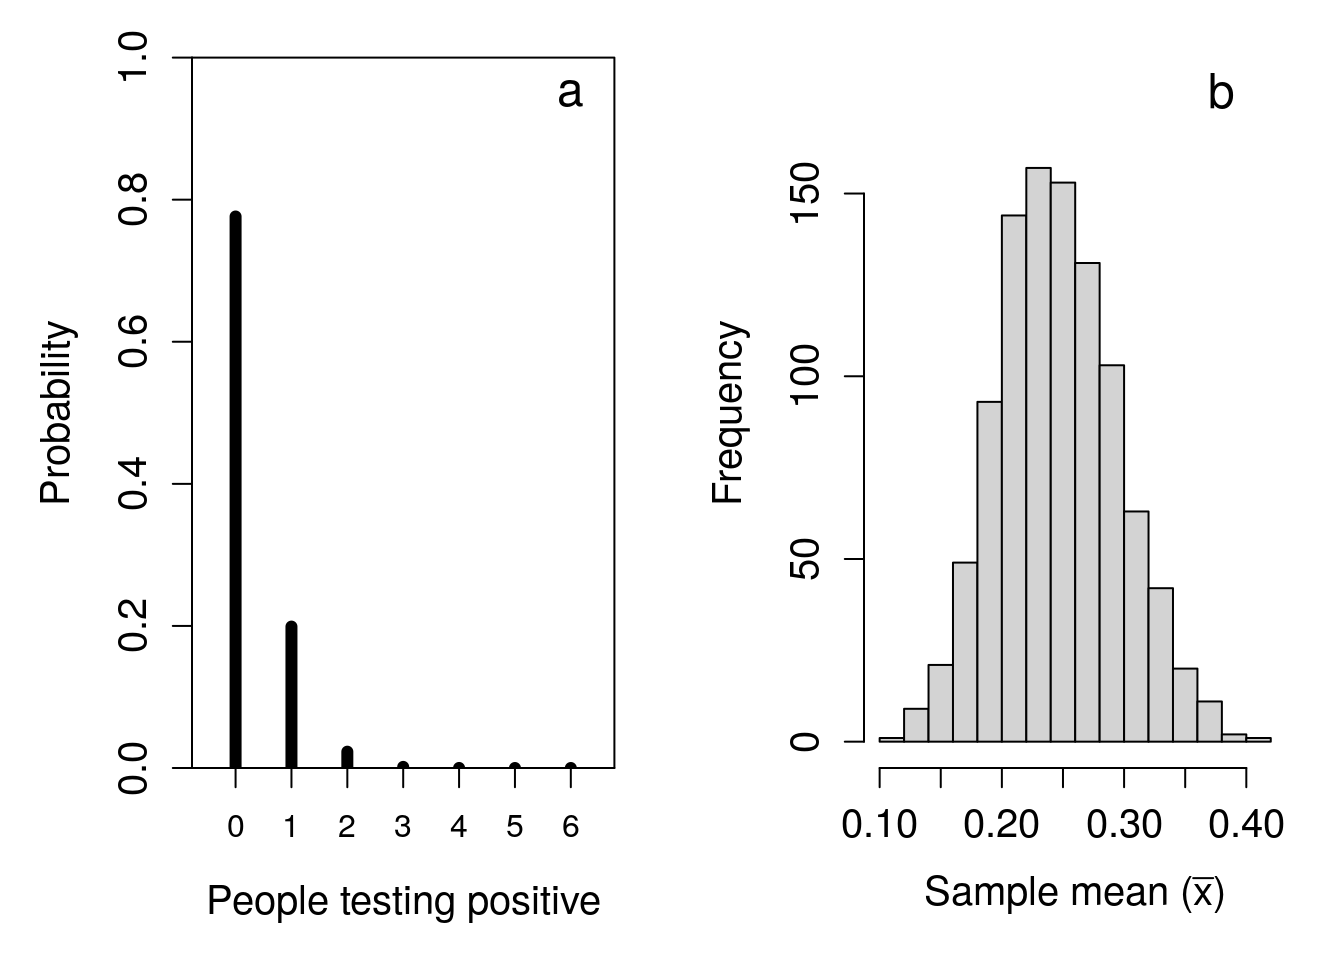 a
1.0
0.8
0.6
0.4
0.2
0.0
Probability
0 1 2 3 4 5 6
People testing positive
b
150
100
50
0
Frequency
0.10 0.20 0.30 0.40
Sample mean (x̅)